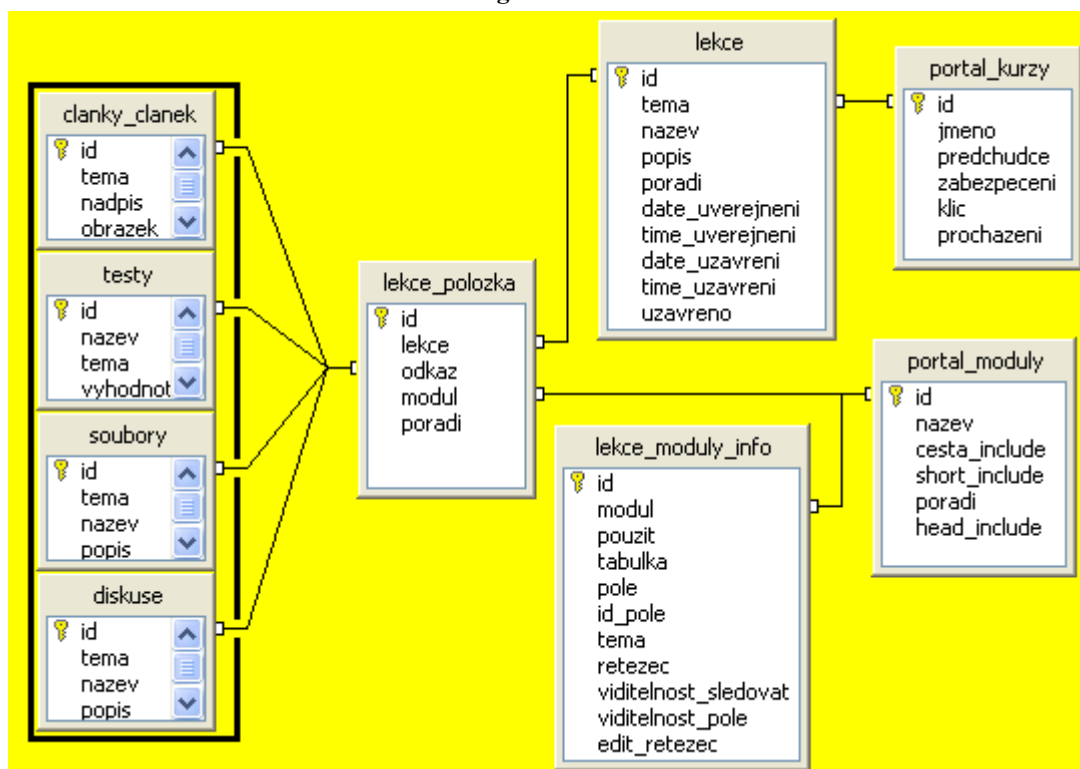 g
clanky_clanek
id
tema
nadpis
obrazek
testy
id
nazev
tema
vyhodnot
soubory
id
tema
nazev
popis
diskuse
id
tema
nazev
popis
lekce_polozka
id
lekce
odkaz
modul
poradi
lekce
id
tema
nazev
popis
poradi
date_uverejneni
time_uverejneni
date_uzavreni
time_uzavreni
uzavreno
portal_kurzy
id
jmeno
predchudce
zabezpeceni
klic
prochazeni
lekce_moduly_info
id
modul
pouzit
tabulka
pole
id_pole
tema
retezec
viditelnost_sledovat
viditelnost_pole
edit_retezec
portal_moduly
id
nazev
cesta_include
short_include
poradi
head_include